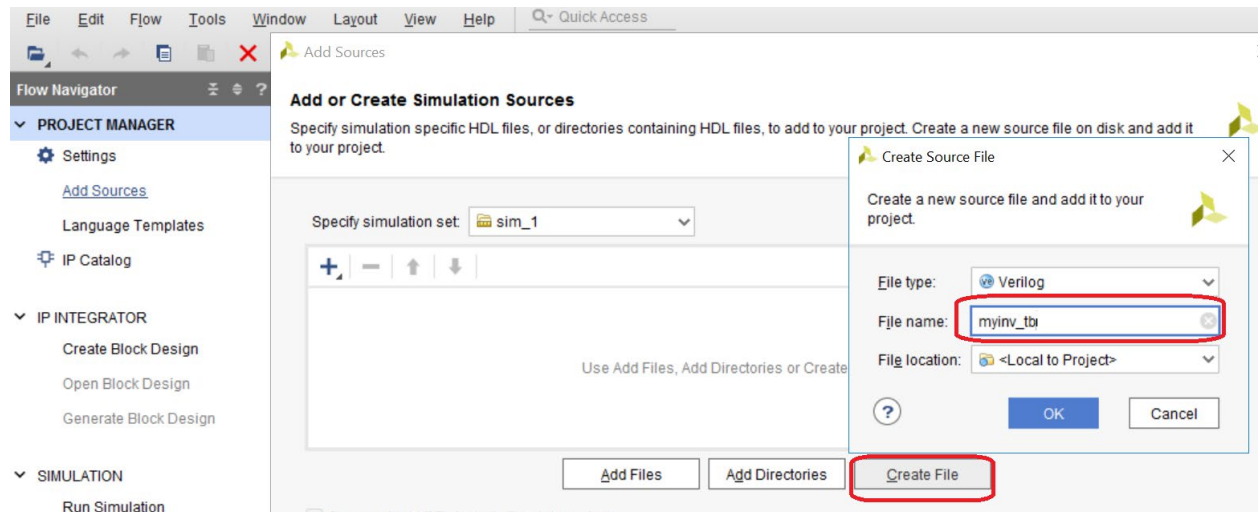 File Edit Flow Tools Window Layout View Help Quick Access
Add Sources
Flow Navigator ?
PROJECT MANAGER
Settings
Add Sources
Language Templates
IP Catalog
IP INTEGRATOR
Create Block Design
Open Block Design
Generate Block Design
SIMULATION
Run Simulation
Add or Create Simulation Sources
Specify simulation specific HDL files, or directories containing HDL files, to add to your project. Create a new source file on disk and add it
to your project.
Specify simulation set: sim_1
Use Add Files, Add Directories or Create
Add Files Add Directories Create File
Create Source File
Create a new source file and add it to your
project.
File type: Verilog
File name: myinv_tb
File location: <Local to Project>
? OK Cancel